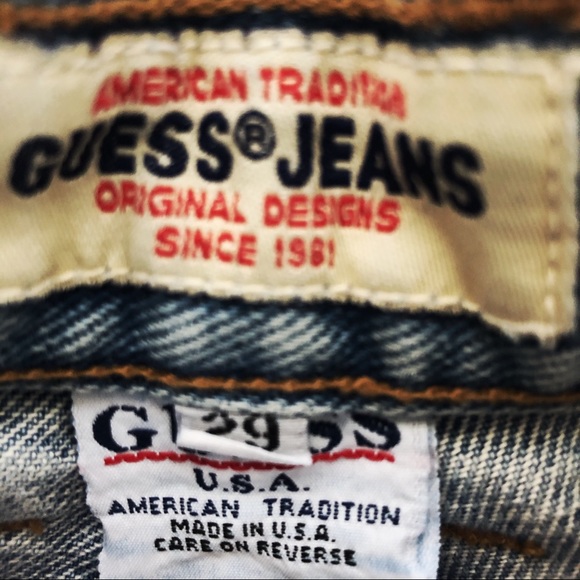 AMERICAN TRADITION
GUESS® JEANS
ORIGINAL DESIGNS
SINCE 1981
29
U.S.A.
AMERICAN TRADITION
MADE IN U.S.A.
CARE ON REVERSE